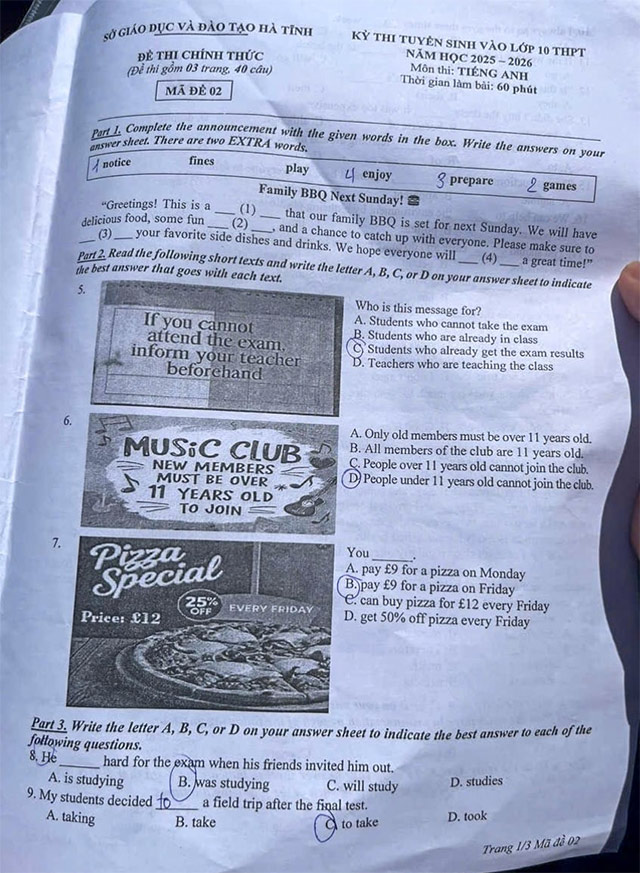 SỞ GIÁO DỤC VÀ ĐÀO TẠO HÀ TĨNH
ĐỀ THI CHÍNH THỨC
(Đề thi gồm 03 trang, 40 câu)
MÃ ĐỀ 02
KỲ THI TUYỂN SINH VÀO LỚP 10 THPT
NĂM HỌC 2025 – 2026
Môn thi: TIẾNG ANH
Thời gian làm bài: 60 phút
Part 1. Complete the announcement with the given words in the box. Write the answers on your
answer sheet. There are two EXTRA words.
1 notice fines play 4 enjoy 3 prepare 2 games
Family BBQ Next Sunday!
“Greetings! This is a ___ (1) ___ that our family BBQ is set for next Sunday. We will have
delicious food, some fun ___ (2) ___, and a chance to catch up with everyone. Please make sure to
___ (3) ___ your favorite side dishes and drinks. We hope everyone will ___ (4) ___ a great time!”
Part 2. Read the following short texts and write the letter A, B, C, or D on your answer sheet to indicate
the best answer that goes with each text.
5.
If you cannot
attend the exam,
inform your teacher
beforehand
Who is this message for?
A. Students who cannot take the exam
B. Students who are already in class
C. Students who already get the exam results
D. Teachers who are teaching the class
6.
MUSiC CLUB
NEW MEMBERS
MUST BE OVER
11 YEARS OLD
TO JOIN
A. Only old members must be over 11 years old.
B. All members of the club are 11 years old.
C. People over 11 years old cannot join the club.
D. People under 11 years old cannot join the club.
7.
Pizza
Special
25%
OFF
EVERY FRIDAY
Price: £12
You ______.
A. pay £9 for a pizza on Monday
B. pay £9 for a pizza on Friday
C. can buy pizza for £12 every Friday
D. get 50% off pizza every Friday
Part 3. Write the letter A, B, C, or D on your answer sheet to indicate the best answer to each of the
following questions.
8. He ______ hard for the exam when his friends invited him out.
A. is studying B. was studying C. will study D. studies
9. My students decided to ______ a field trip after the final test.
A. taking B. take C. to take D. took
Trang 1/3 Mã đề 02